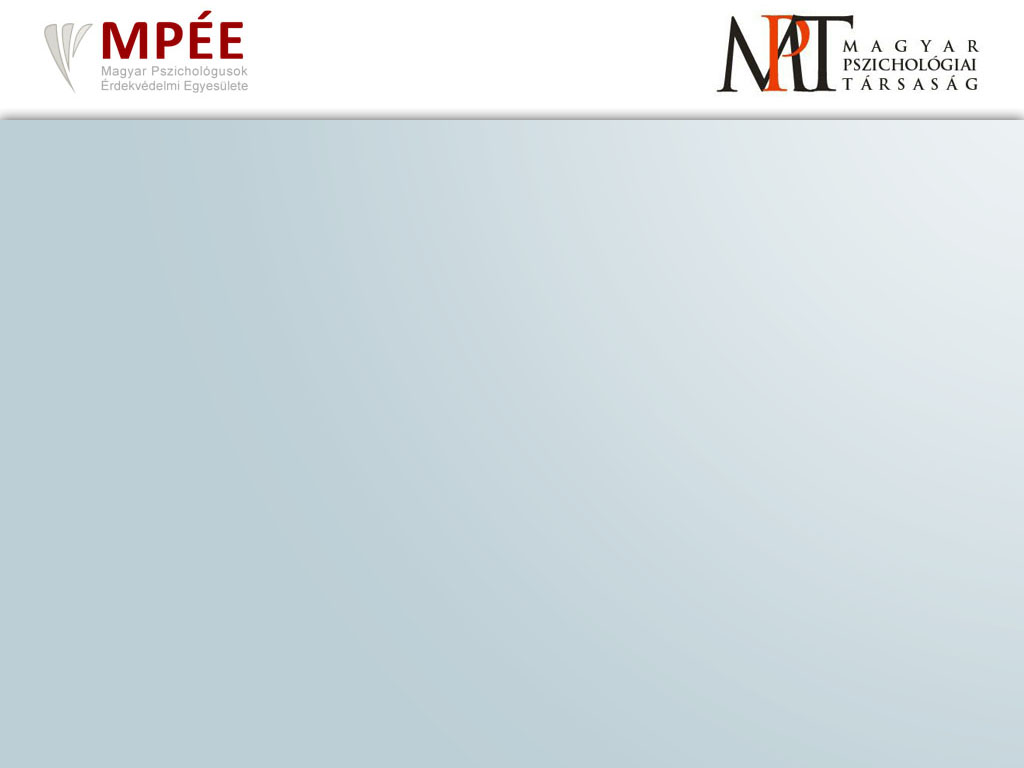 MPÉE
Magyar Pszichológusok
Érdekvédelmi Egyesülete
MPT
MAGYAR
PSZICHOLÓGIAI
TÁRSASÁG